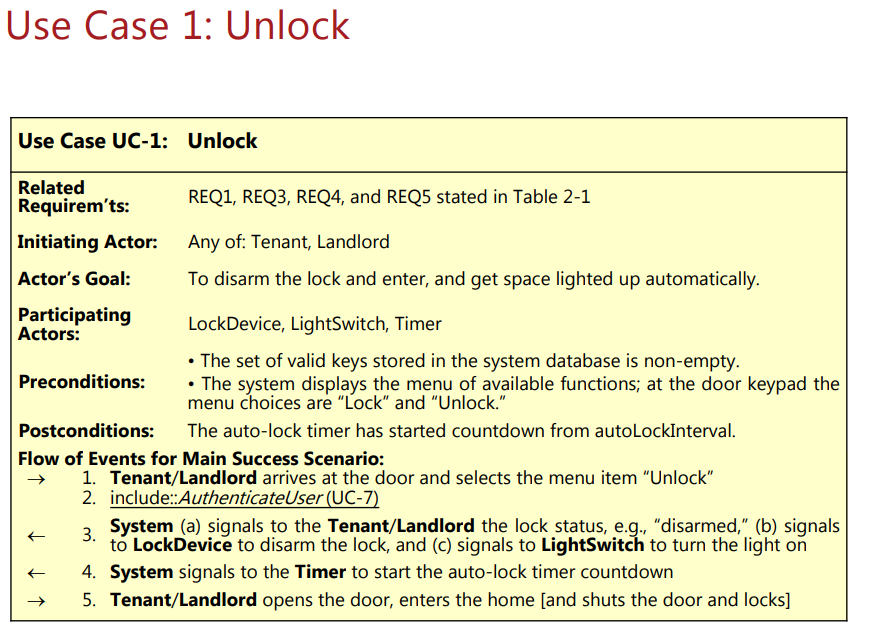 Use Case 1: Unlock
Use Case UC-1: Unlock
Related
Requirem’ts:
REQ1, REQ3, REQ4, and REQ5 stated in Table 2-1
Initiating Actor: Any of: Tenant, Landlord
Actor’s Goal: To disarm the lock and enter, and get space lighted up automatically.
Participating
Actors:
LockDevice, LightSwitch, Timer
Preconditions:
• The set of valid keys stored in the system database is non-empty.
• The system displays the menu of available functions; at the door keypad the
menu choices are “Lock” and “Unlock.”
Postconditions: The auto-lock timer has started countdown from autoLockInterval.
Flow of Events for Main Success Scenario:
→ 1. Tenant/Landlord arrives at the door and selects the menu item “Unlock”
2. include::AuthenticateUser (UC-7)
← 3. System (a) signals to the Tenant/Landlord the lock status, e.g., “disarmed,” (b) signals
to LockDevice to disarm the lock, and (c) signals to LightSwitch to turn the light on
← 4. System signals to the Timer to start the auto-lock timer countdown
→ 5. Tenant/Landlord opens the door, enters the home [and shuts the door and locks]